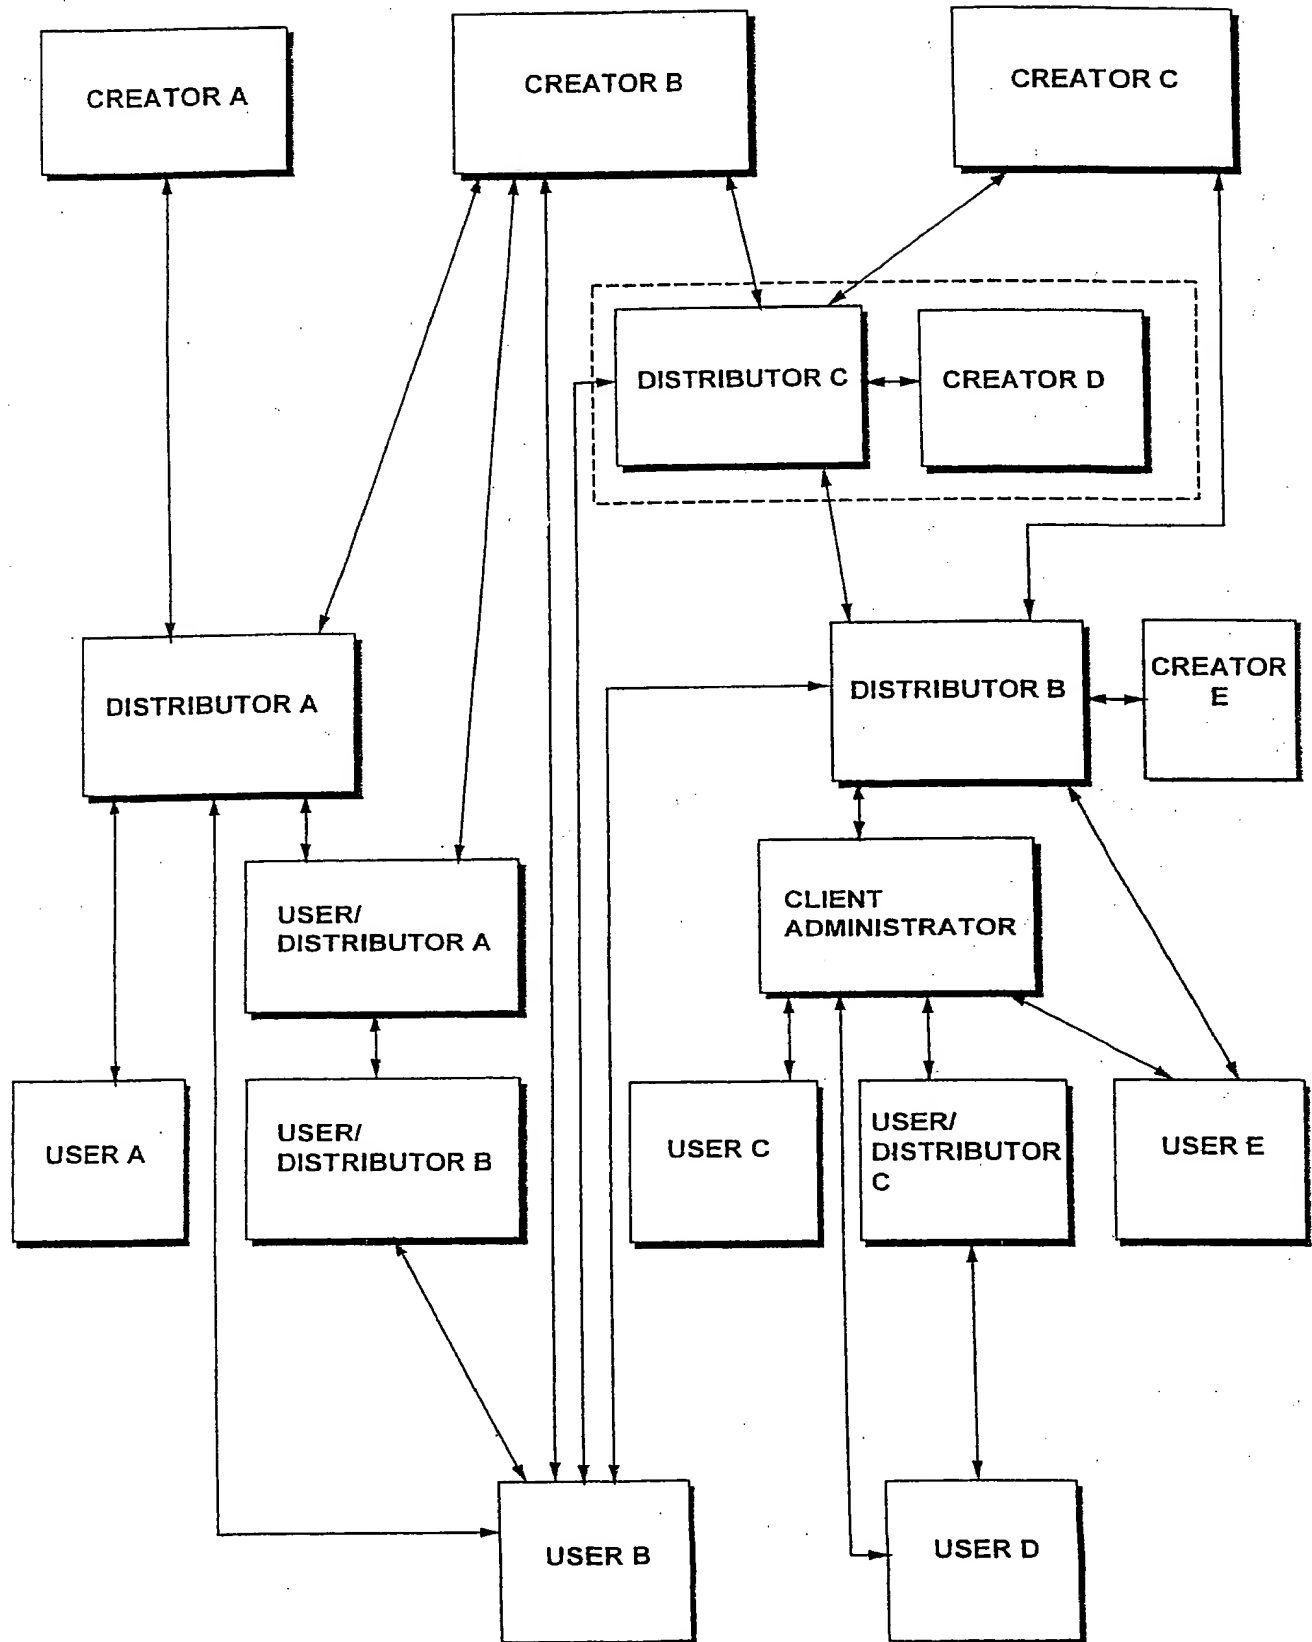 CREATOR A
CREATOR B
CREATOR C
DISTRIBUTOR C
CREATOR D
DISTRIBUTOR A
DISTRIBUTOR B
CREATOR
E
USER/
DISTRIBUTOR A
CLIENT
ADMINISTRATOR
USER A
USER/
DISTRIBUTOR B
USER C
USER/
DISTRIBUTOR
C
USER E
USER B
USER D